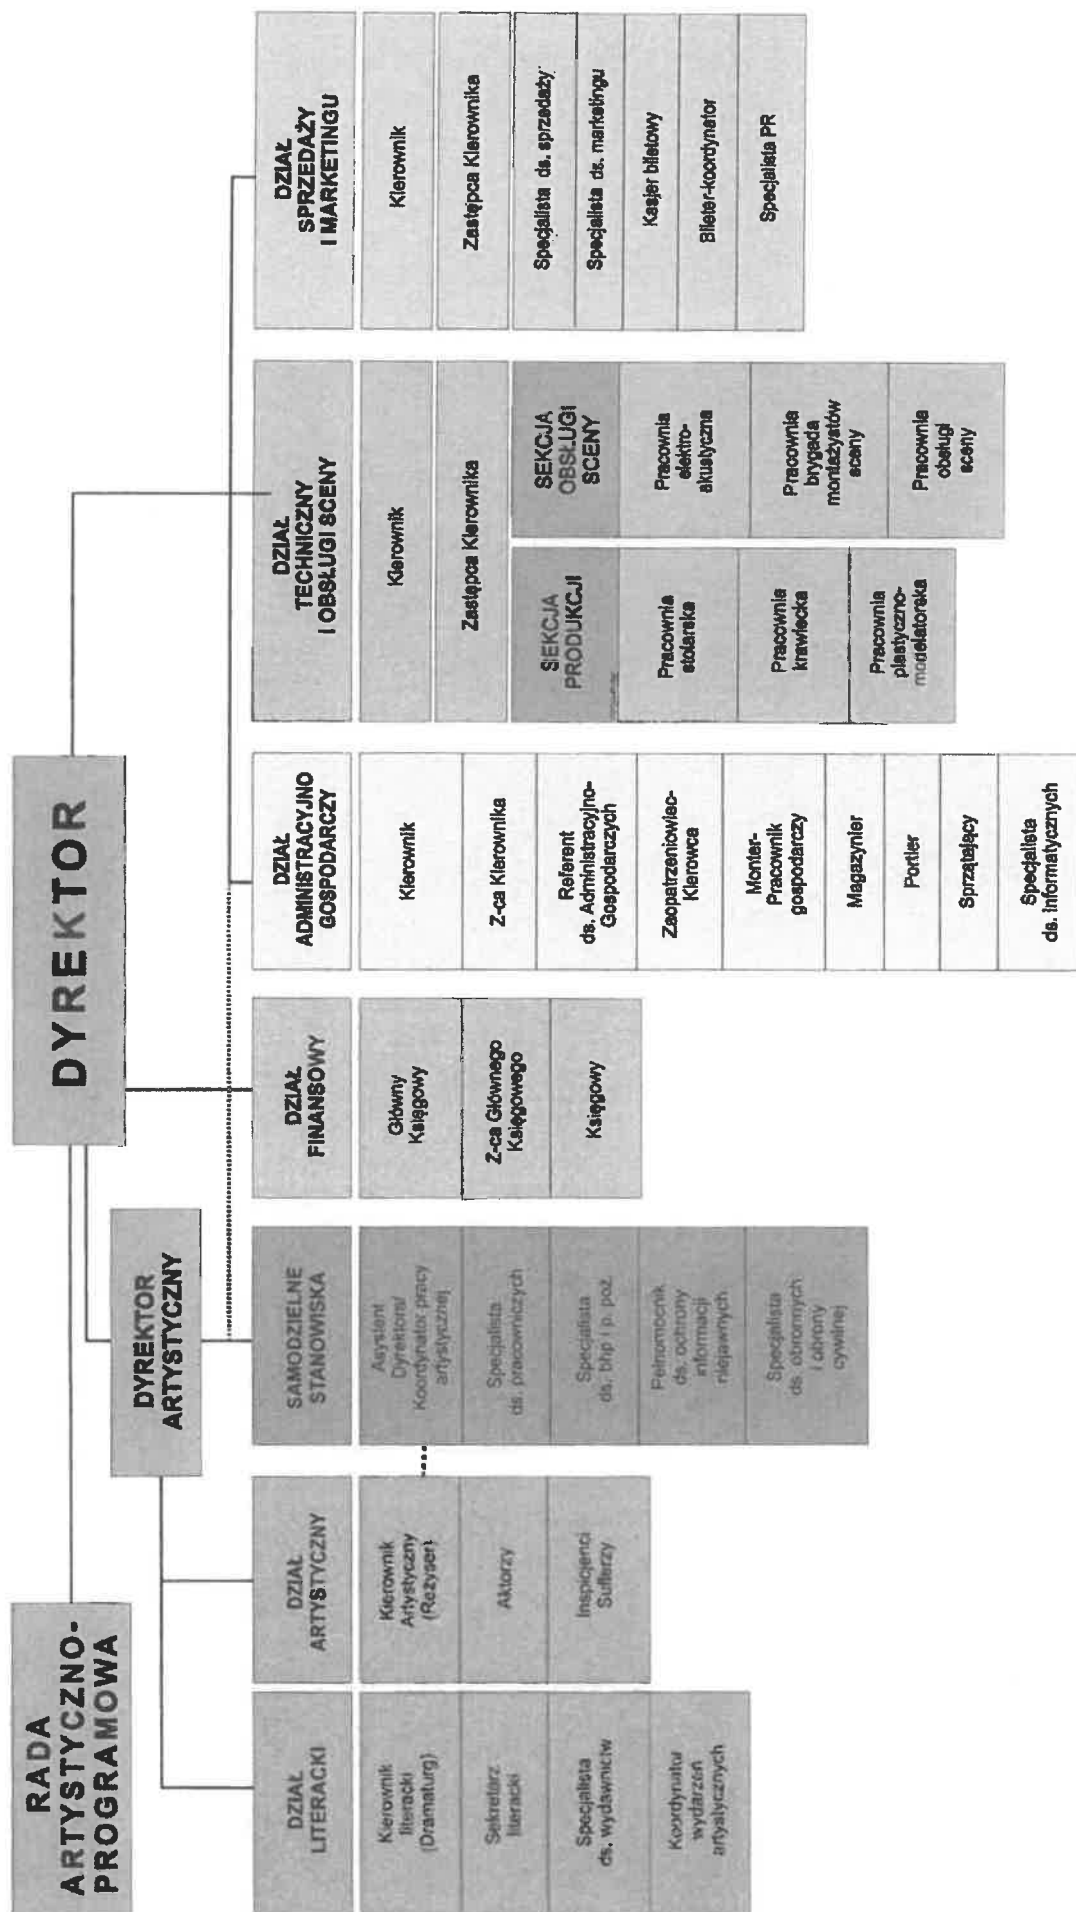 RADA
ARTYSTYCZNO-
PROGRAMOWA
DYREKTOR
DYREKTOR
ARTYSTYCZNY
DZIAŁ
LITERACKI
Kierownik
literacki
(Dramaturg)
Sekretarz
literacki
Specjalista
ds. wydawnictw
Koordynator
wydarzeń
artystycznych
DZIAŁ
ARTYSTYCZNY
Kierownik
Artystyczny
(Reżyser)
Aktorzy
Inspicjenci
Suflerzy
SAMODZIELNE
STANOWISKA
Asystent
Dyrektora/
Koordynator pracy
artystycznej
Specjalista
ds. pracowniczych
Specjalista
ds. bhp i p. poż.
Pełnomocnik
ds. ochrony
informacji
niejawnych
Specjalista
ds. obronnych
i obrony
cywilnej
DZIAŁ
FINANSOWY
Główny
Księgowy
Z-ca Głównego
Księgowego
Księgowy
DZIAŁ
ADMINISTRACYJNO
GOSPODARCZY
Kierownik
Z-ca Kierownika
Referent
ds. Administracyjno-
Gospodarczych
Zaopatrzeniowiec-
Kierowca
Monter-
Pracownik
gospodarczy
Magazynier
Portier
Sprzątający
Specjalista
ds. informatycznych
DZIAŁ
TECHNICZNY
I OBSŁUGI SCENY
Kierownik
Zastępca Kierownika
SEKCJA
PRODUKCJI
Pracownia
stolarska
Pracownia
krawiecka
Pracownia
plastyczno-
modelatorska
SEKCJA
OBSŁUGI
SCENY
Pracownia
elektro-
akustyczna
Pracownia
brygada
montażystów
sceny
Pracownia
obsługi
sceny
DZIAŁ
SPRZEDAŻY
I MARKETINGU
Kierownik
Zastępca Kierownika
Specjalista ds. sprzedaży
Specjalista ds. marketingu
Kasjer biletowy
Bileter-koordynator
Specjalista PR